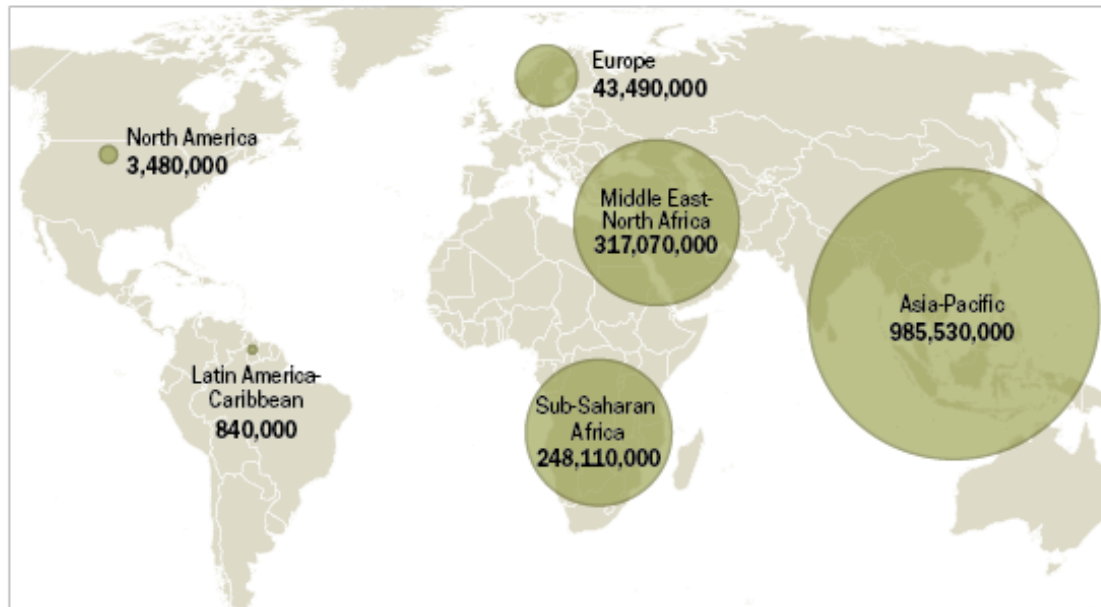 Europe
43,490,000
North America
3,480,000
Middle East-
North Africa
317,070,000
Asia-Pacific
985,530,000
Latin America-
Caribbean
840,000
Sub-Saharan
Africa
248,110,000